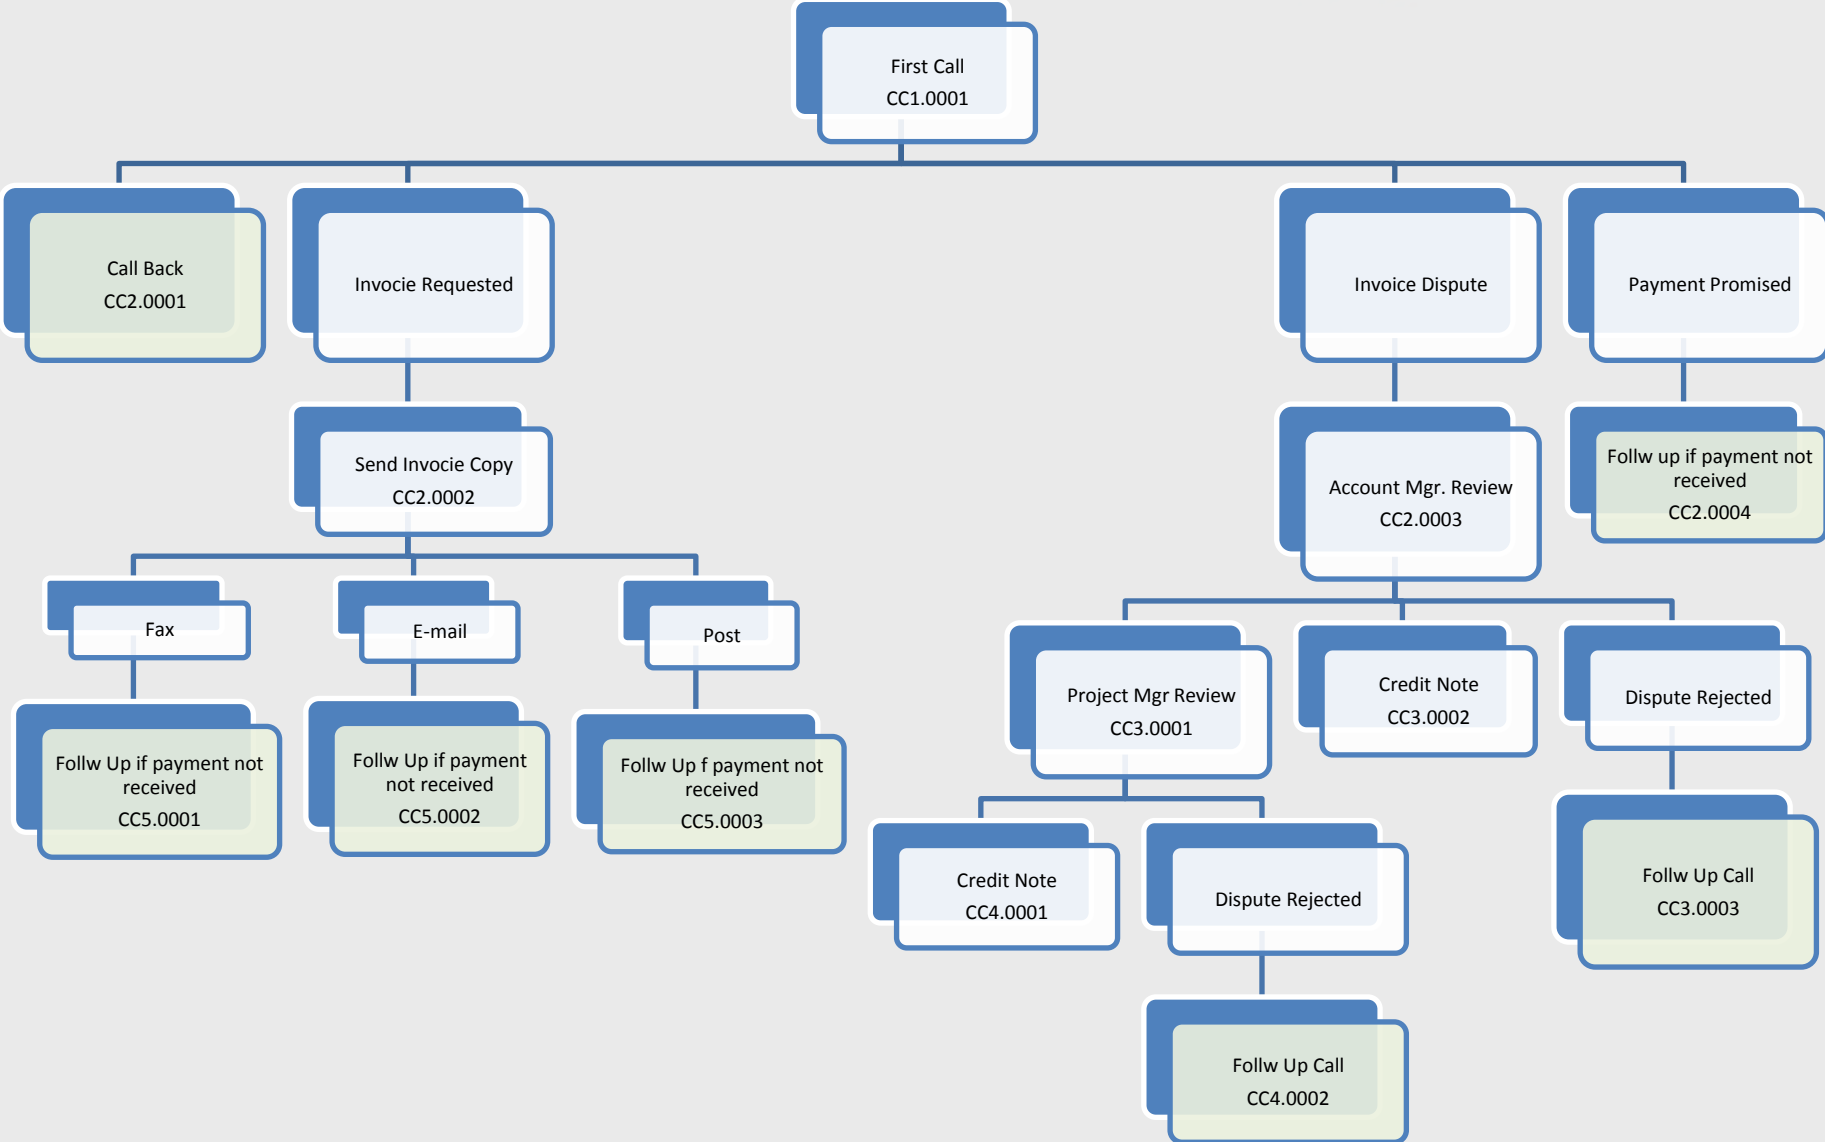 First Call
CC1.0001
Call Back
CC2.0001
Invocie Requested
Invoice Dispute
Payment Promised
Send Invocie Copy
CC2.0002
Account Mgr. Review
CC2.0003
Follw up if payment not
received
CC2.0004
Fax
E-mail
Post
Project Mgr Review
CC3.0001
Credit Note
CC3.0002
Dispute Rejected
Follw Up if payment not
received
CC5.0001
Follw Up if payment
not received
CC5.0002
Follw Up f payment not
received
CC5.0003
Credit Note
CC4.0001
Dispute Rejected
Follw Up Call
CC3.0003
Follw Up Call
CC4.0002